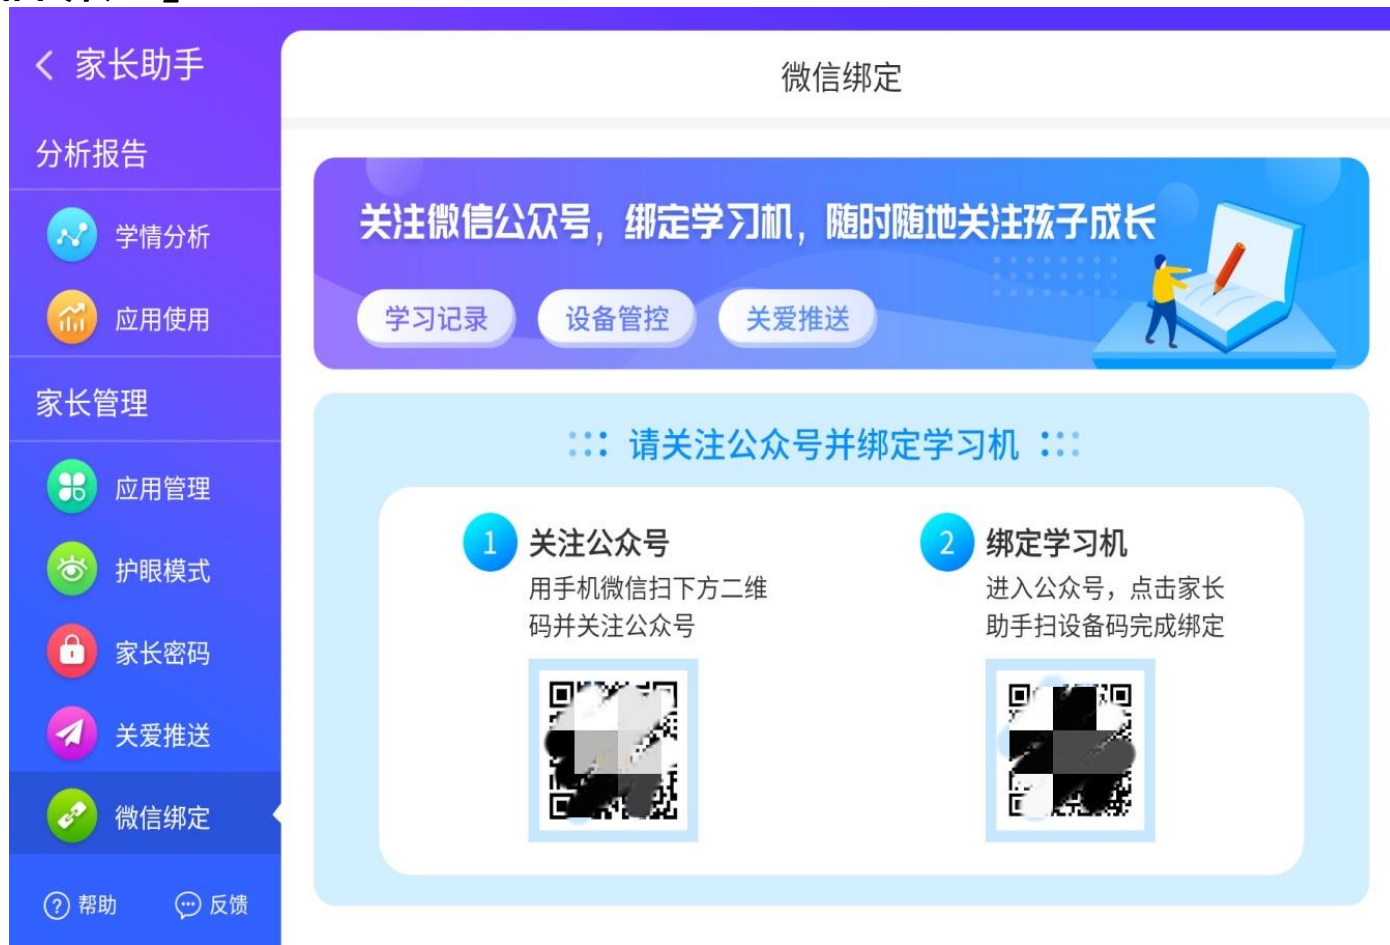 家长助手
微信绑定
分析报告
学情分析
应用使用
家长管理
应用管理
护眼模式
家长密码
关爱推送
微信绑定
帮助
反馈
关注微信公众号，绑定学习机，随时随地关注孩子成长
学习记录
设备管控
关爱推送
请关注公众号并绑定学习机
1
关注公众号
用手机微信扫下方二维
码并关注公众号
2
绑定学习机
进入公众号，点击家长
助手扫设备码完成绑定